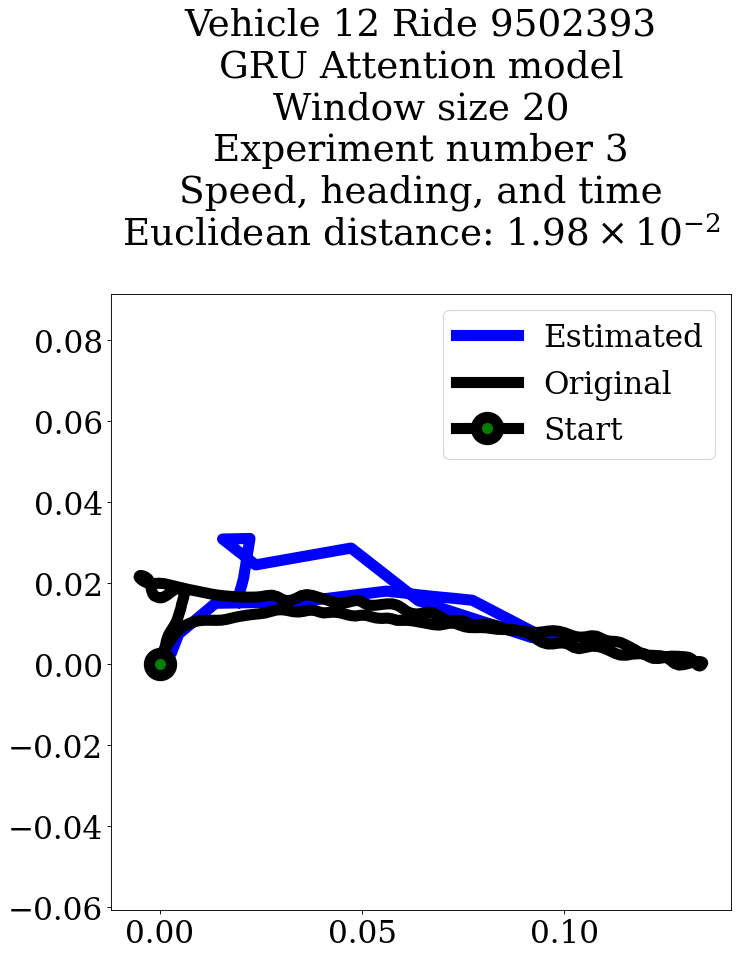 Vehicle 12 Ride 9502393
GRU Attention model
Window size 20
Experiment number 3
Speed, heading, and time
Euclidean distance: 1.98 × 10⁻²
Estimated
Original
Start
0.08
0.06
0.04
0.02
0.00
−0.02
−0.04
−0.06
0.00 0.05 0.10